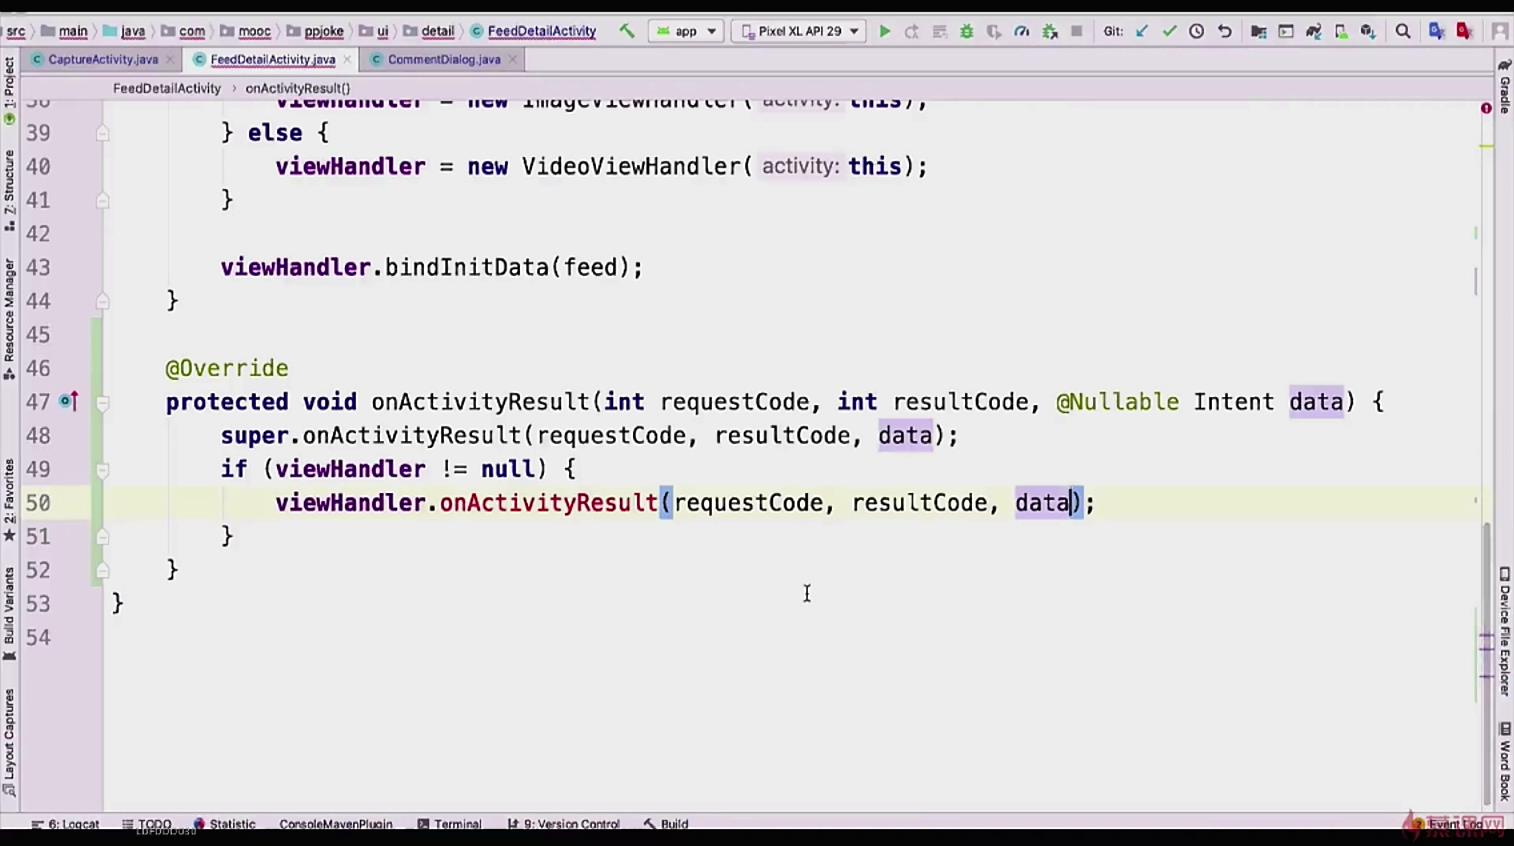 src main java com mooc ppjoke ui detail FeedDetailActivity app Pixel XL API 29 Git:
CaptureActivity.java FeedDetailActivity.java CommentDialog.java
FeedDetailActivity › onActivityResult()
1: Project
7: Structure
Resource Manager
2: Favorites
Build Variants
Layout Captures
38 viewHandler = new ImageViewHandler( activity: this);
39 } else {
40 viewHandler = new VideoViewHandler( activity: this);
41 }
42
43 viewHandler.bindInitData(feed);
44 }
45
46 @Override
47 protected void onActivityResult(int requestCode, int resultCode, @Nullable Intent data) {
48 super.onActivityResult(requestCode, resultCode, data);
49 if (viewHandler != null) {
50 viewHandler.onActivityResult(requestCode, resultCode, data);
51 }
52 }
53 }
54
Gradle
Device File Explorer
Word Book
6: Logcat TODO Statistic ConsoleMavenPlugin Terminal 9: Version Control Build Event Log
慕课网